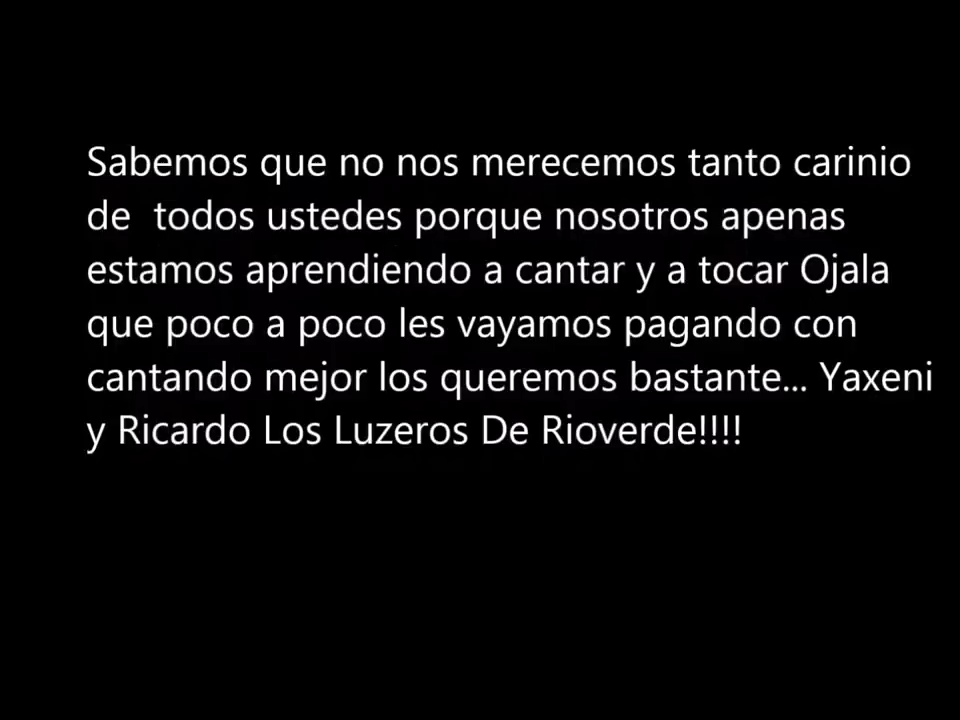 Sabemos que no nos merecemos tanto carinio
de  todos ustedes porque nosotros apenas
estamos aprendiendo a cantar y a tocar Ojala
que poco a poco les vayamos pagando con
cantando mejor los queremos bastante... Yaxeni
y Ricardo Los Luzeros De Rioverde!!!!